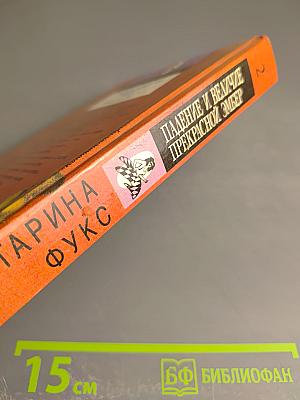 ТАРИНА
ФУКС
ПАДЕНИЕ И ВЕЛИЧИЕ
ПРЕКРАСНОЙ ЭМБЕР
2
15 см
БФ БИБЛИОФАН